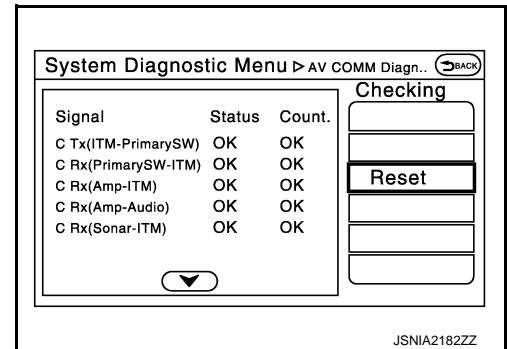 System Diagnostic Menu ▷ AV COMM Diagn.. BACK
Checking
Signal Status Count.
C Tx(ITM-PrimarySW) OK OK
C Rx(PrimarySW-ITM) OK OK
C Rx(Amp-ITM) OK OK
C Rx(Amp-Audio) OK OK
C Rx(Sonar-ITM) OK OK
Reset
JSNIA2182ZZ